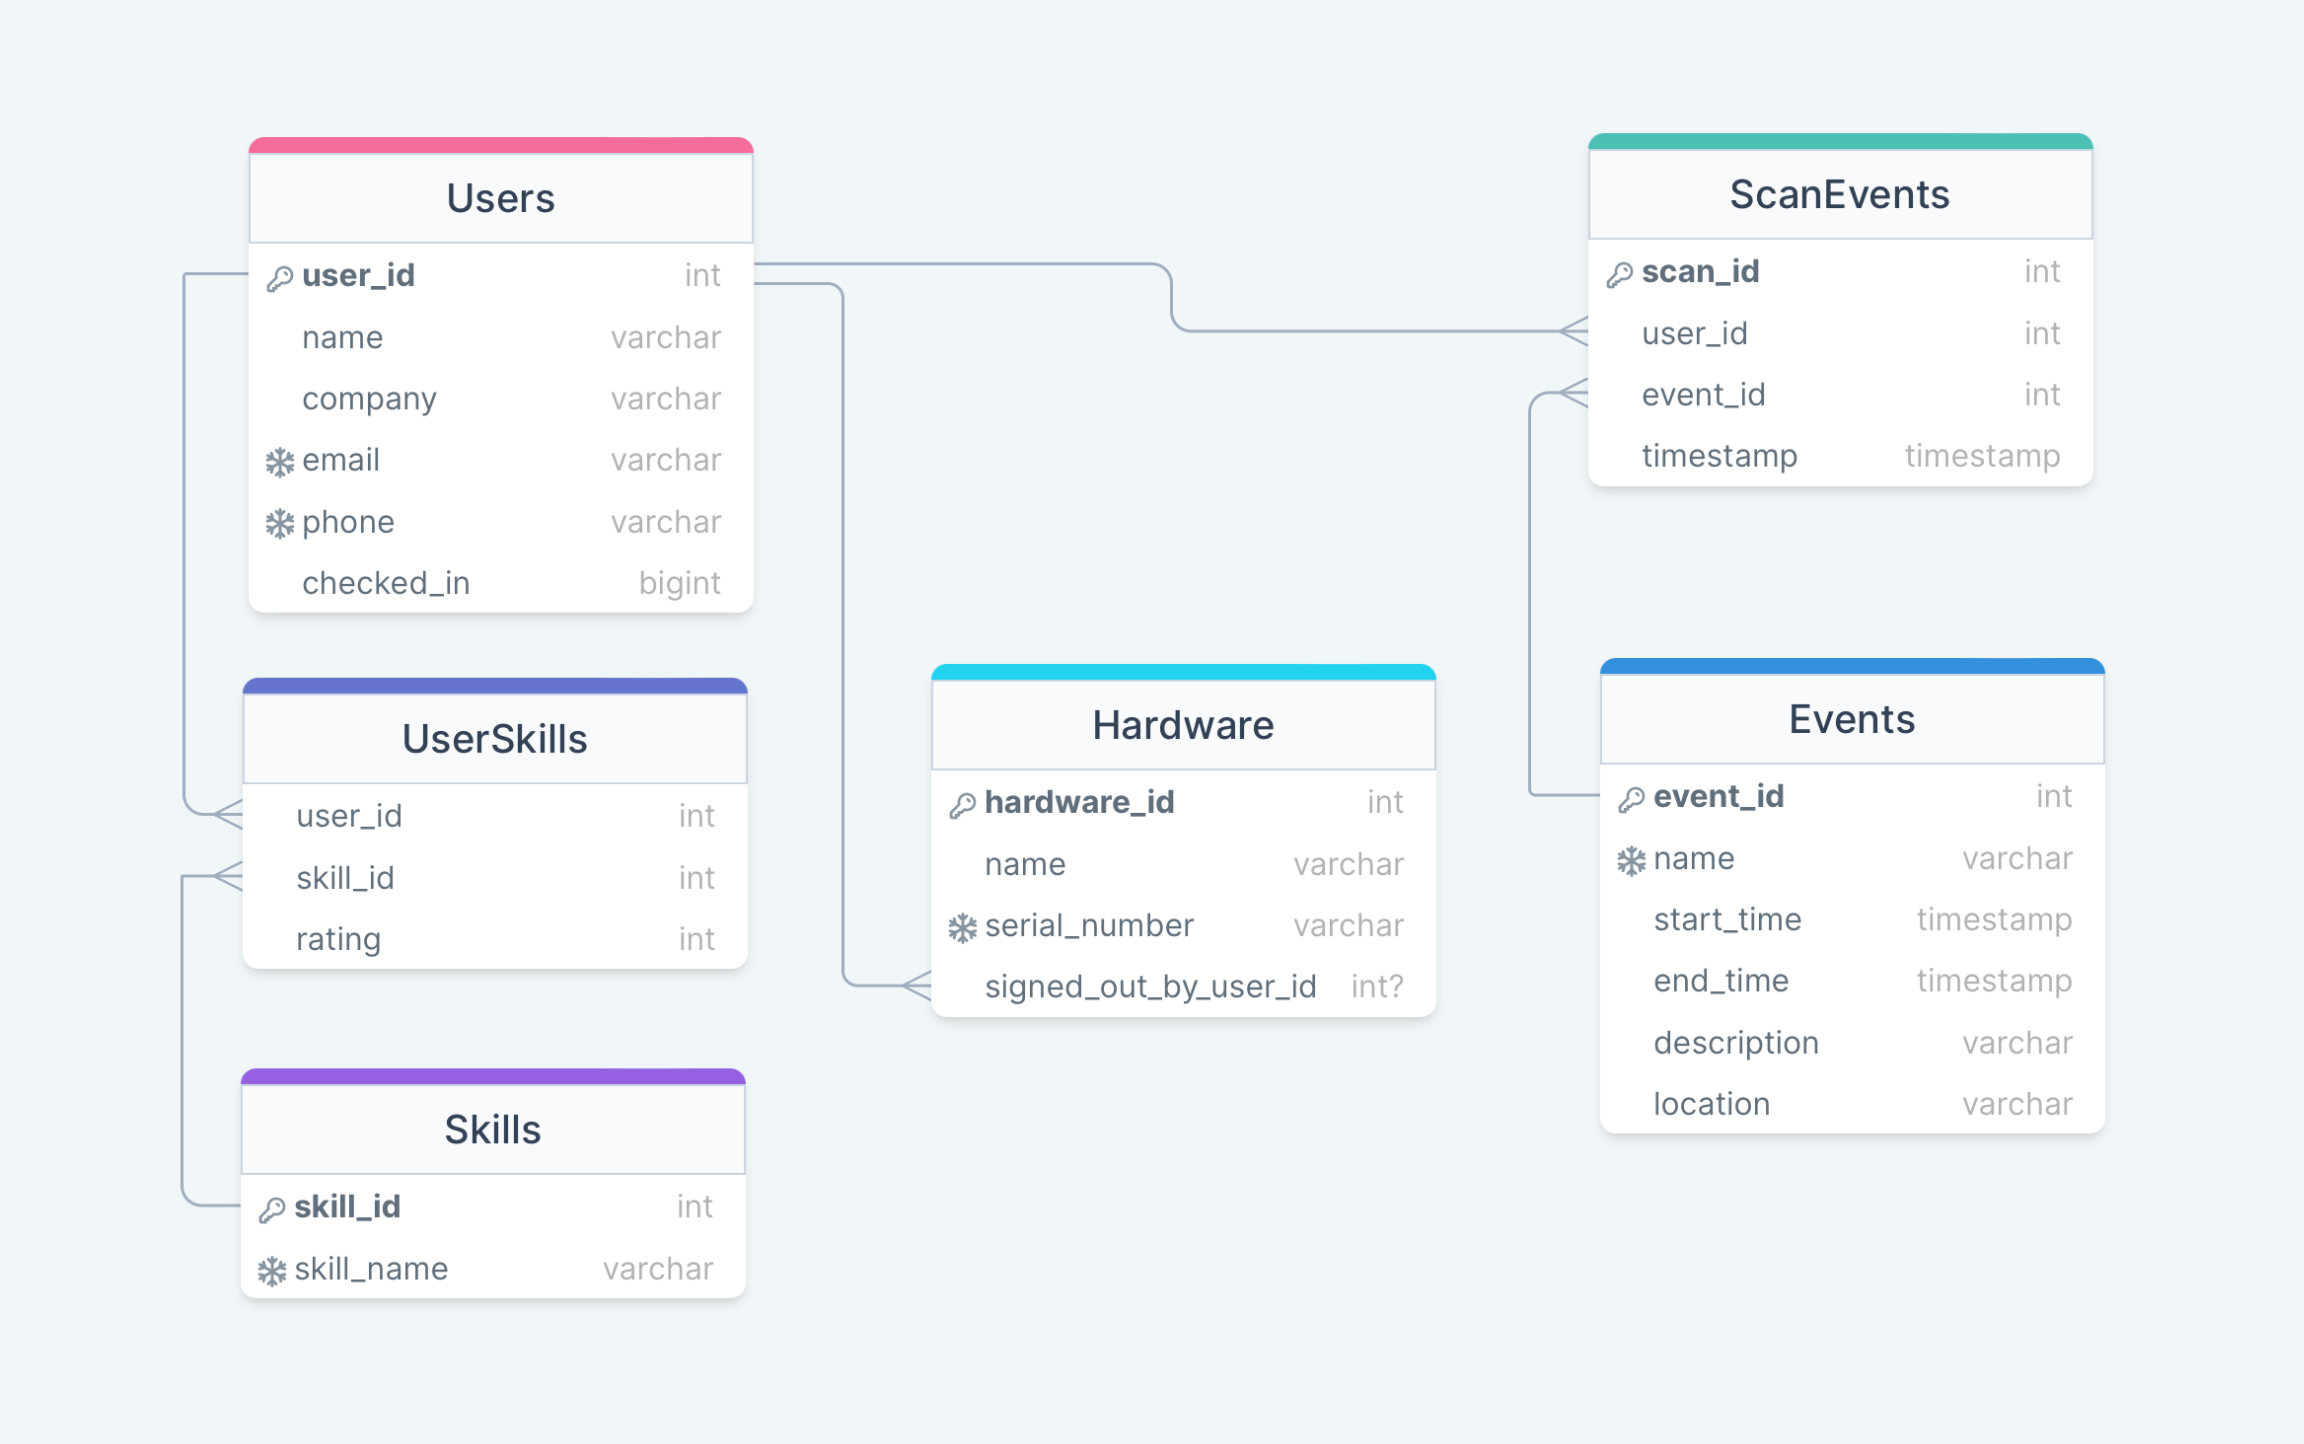 Users
user_id int
name varchar
company varchar
email varchar
phone varchar
checked_in bigint
UserSkills
user_id int
skill_id int
rating int
Skills
skill_id int
skill_name varchar
Hardware
hardware_id int
name varchar
serial_number varchar
signed_out_by_user_id int?
ScanEvents
scan_id int
user_id int
event_id int
timestamp timestamp
Events
event_id int
name varchar
start_time timestamp
end_time timestamp
description varchar
location varchar